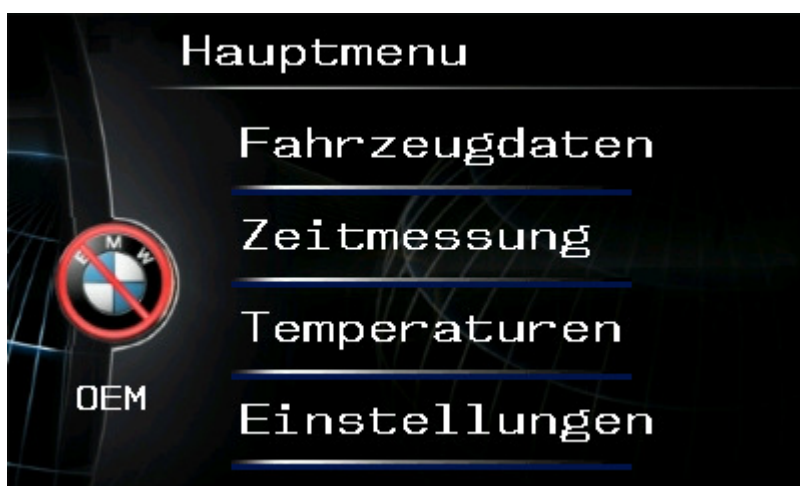 Hauptmenu
Fahrzeugdaten
Zeitmessung
Temperaturen
Einstellungen
BMW
OEM